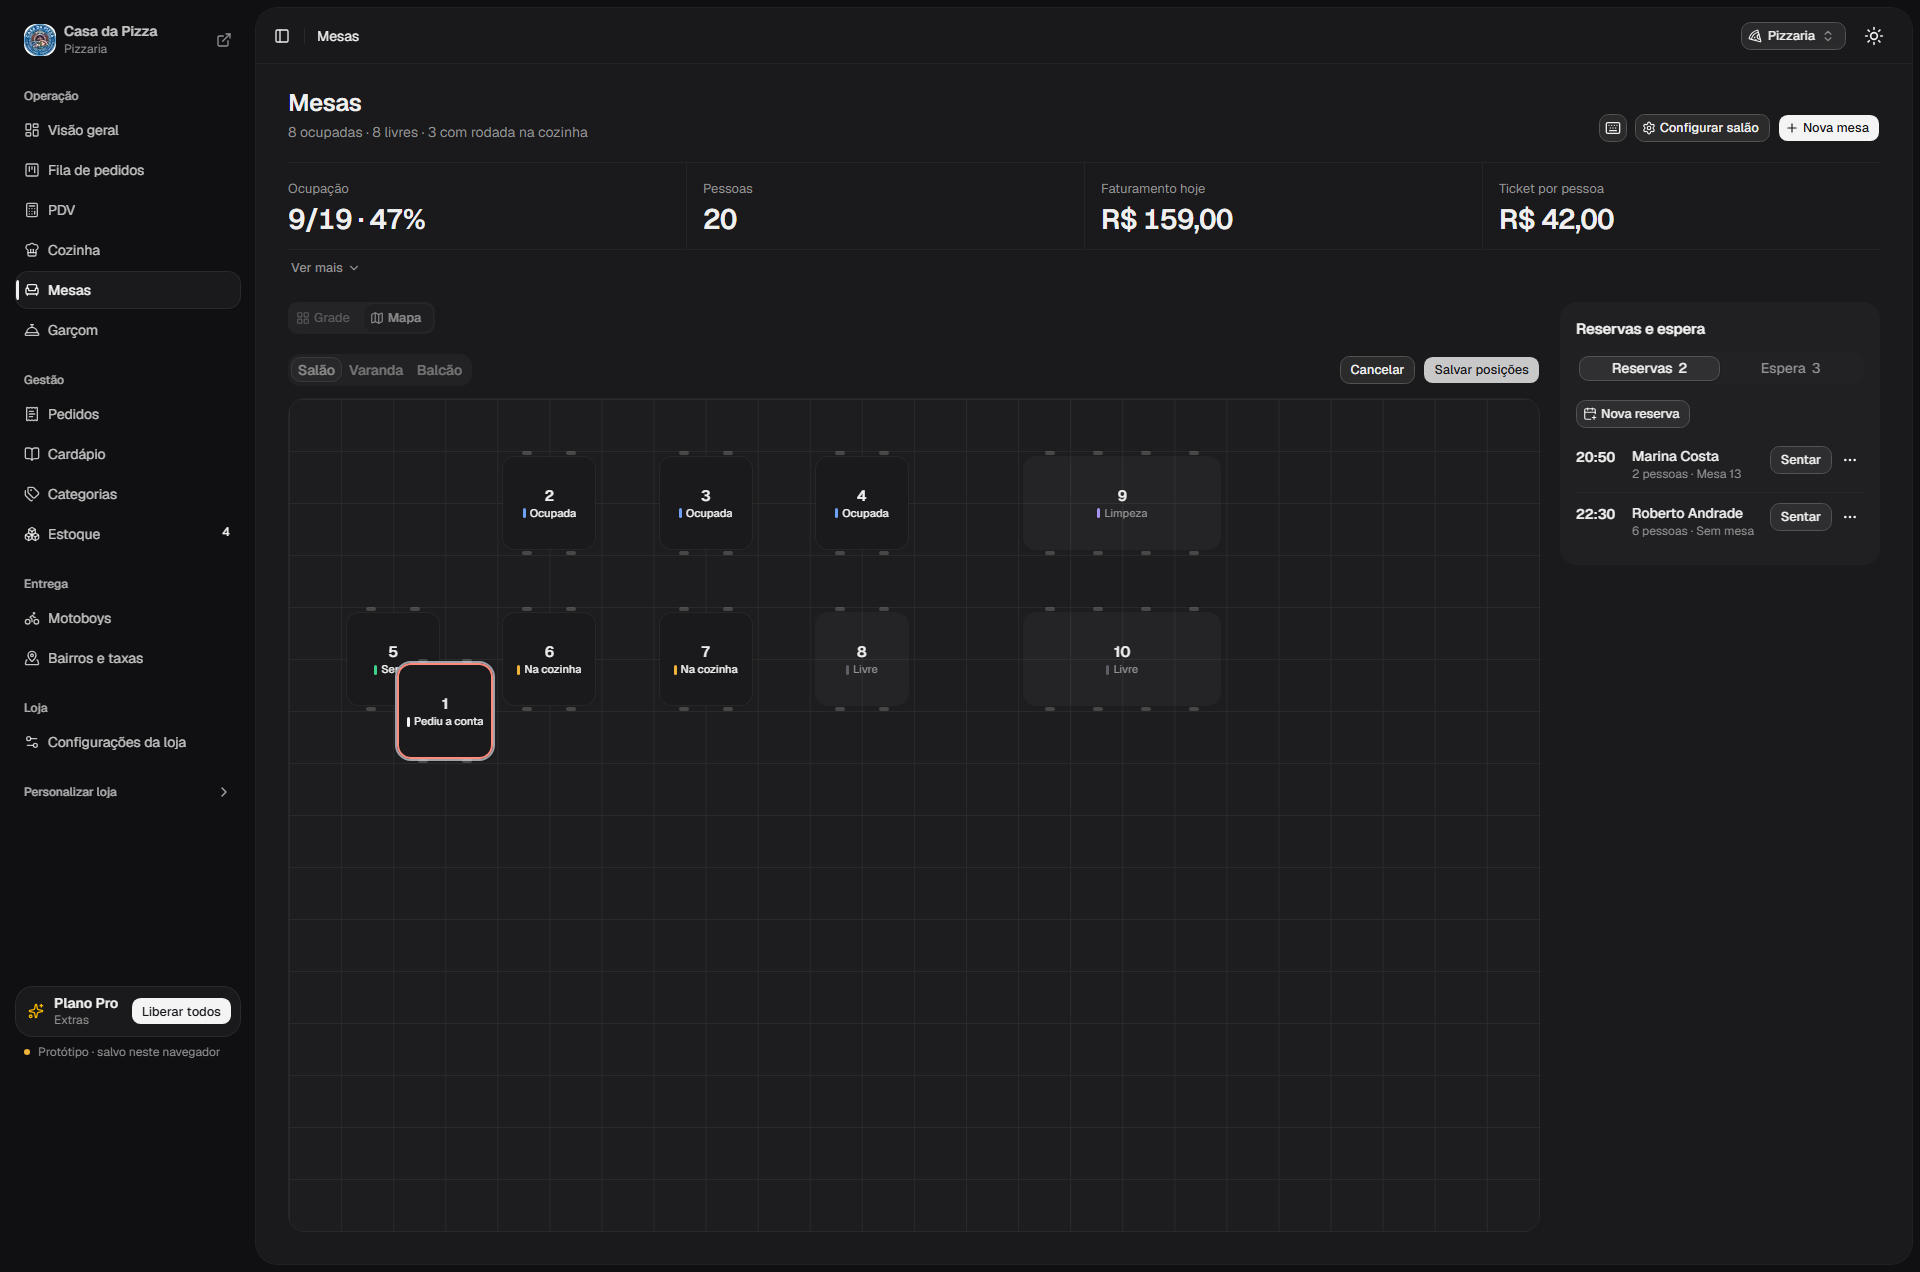 Casa da Pizza
Pizzaria
Operação
Visão geral
Fila de pedidos
PDV
Cozinha
Mesas
Garçom
Gestão
Pedidos
Cardápio
Categorias
Estoque 4
Entrega
Motoboys
Bairros e taxas
Loja
Configurações da loja
Personalizar loja
Plano Pro
Extras
Liberar todos
Protótipo · salvo neste navegador
Mesas
Pizzaria
Mesas
8 ocupadas · 8 livres · 3 com rodada na cozinha
Configurar salão
Nova mesa
Ocupação
9/19 · 47%
Pessoas
20
Faturamento hoje
R$ 159,00
Ticket por pessoa
R$ 42,00
Ver mais
Grade Mapa
Salão Varanda Balcão
Cancelar
Salvar posições
2
Ocupada
3
Ocupada
4
Ocupada
9
Limpeza
5
1
Pediu a conta
6
Na cozinha
7
Na cozinha
8
Livre
10
Livre
Reservas e espera
Reservas 2
Espera 3
Nova reserva
20:50 Marina Costa
2 pessoas · Mesa 13
Sentar
22:30 Roberto Andrade
6 pessoas · Sem mesa
Sentar